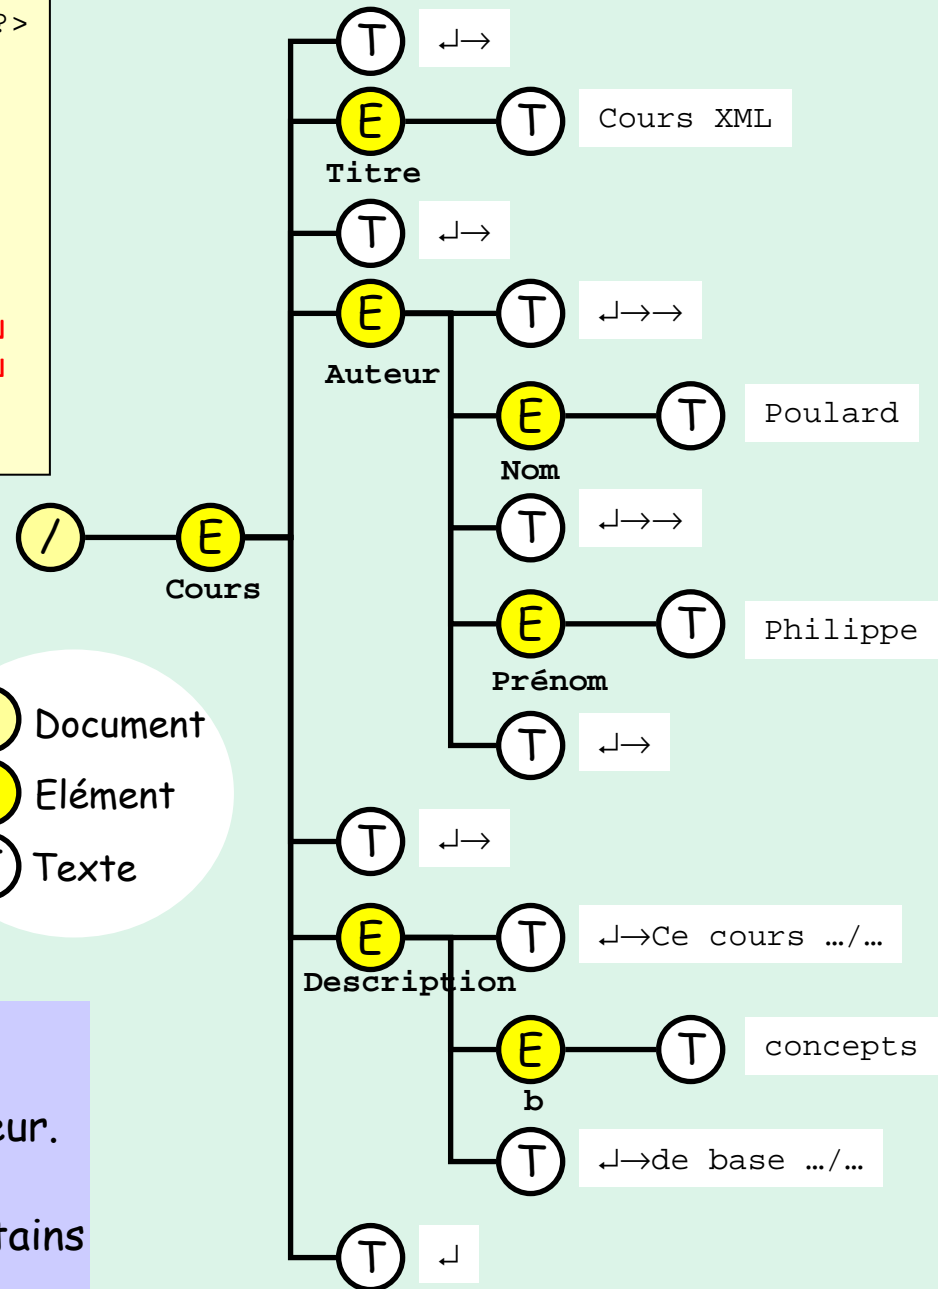 ?>
T ↵→
E T Cours XML
Titre
T ↵→
E T ↵→→
Auteur
E T Poulard
Nom
T ↵→→
/ E
Cours
E T Philippe
Prénom
T ↵→
Document
Elément
T Texte
T ↵→
E T ↵→Ce cours …/…
Description
E T concepts
b
eur.
T ↵→de base …/…
tains
T ↵